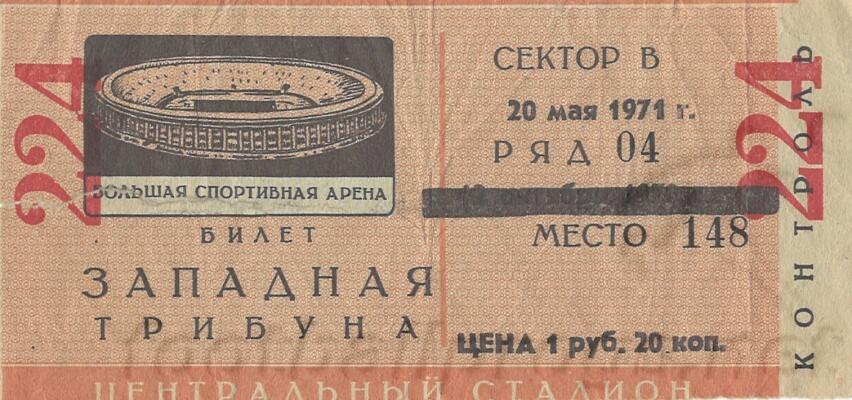 224
БОЛЬШАЯ СПОРТИВНАЯ АРЕНА
БИЛЕТ
ЗАПАДНАЯ
ТРИБУНА
СЕКТОР В
20 мая 1971 г.
РЯД 04
МЕСТО 148
ЦЕНА 1 руб. 20 коп.
ЦЕНТРАЛЬНЫЙ СТАДИОН
224
КОНТРОЛЬ